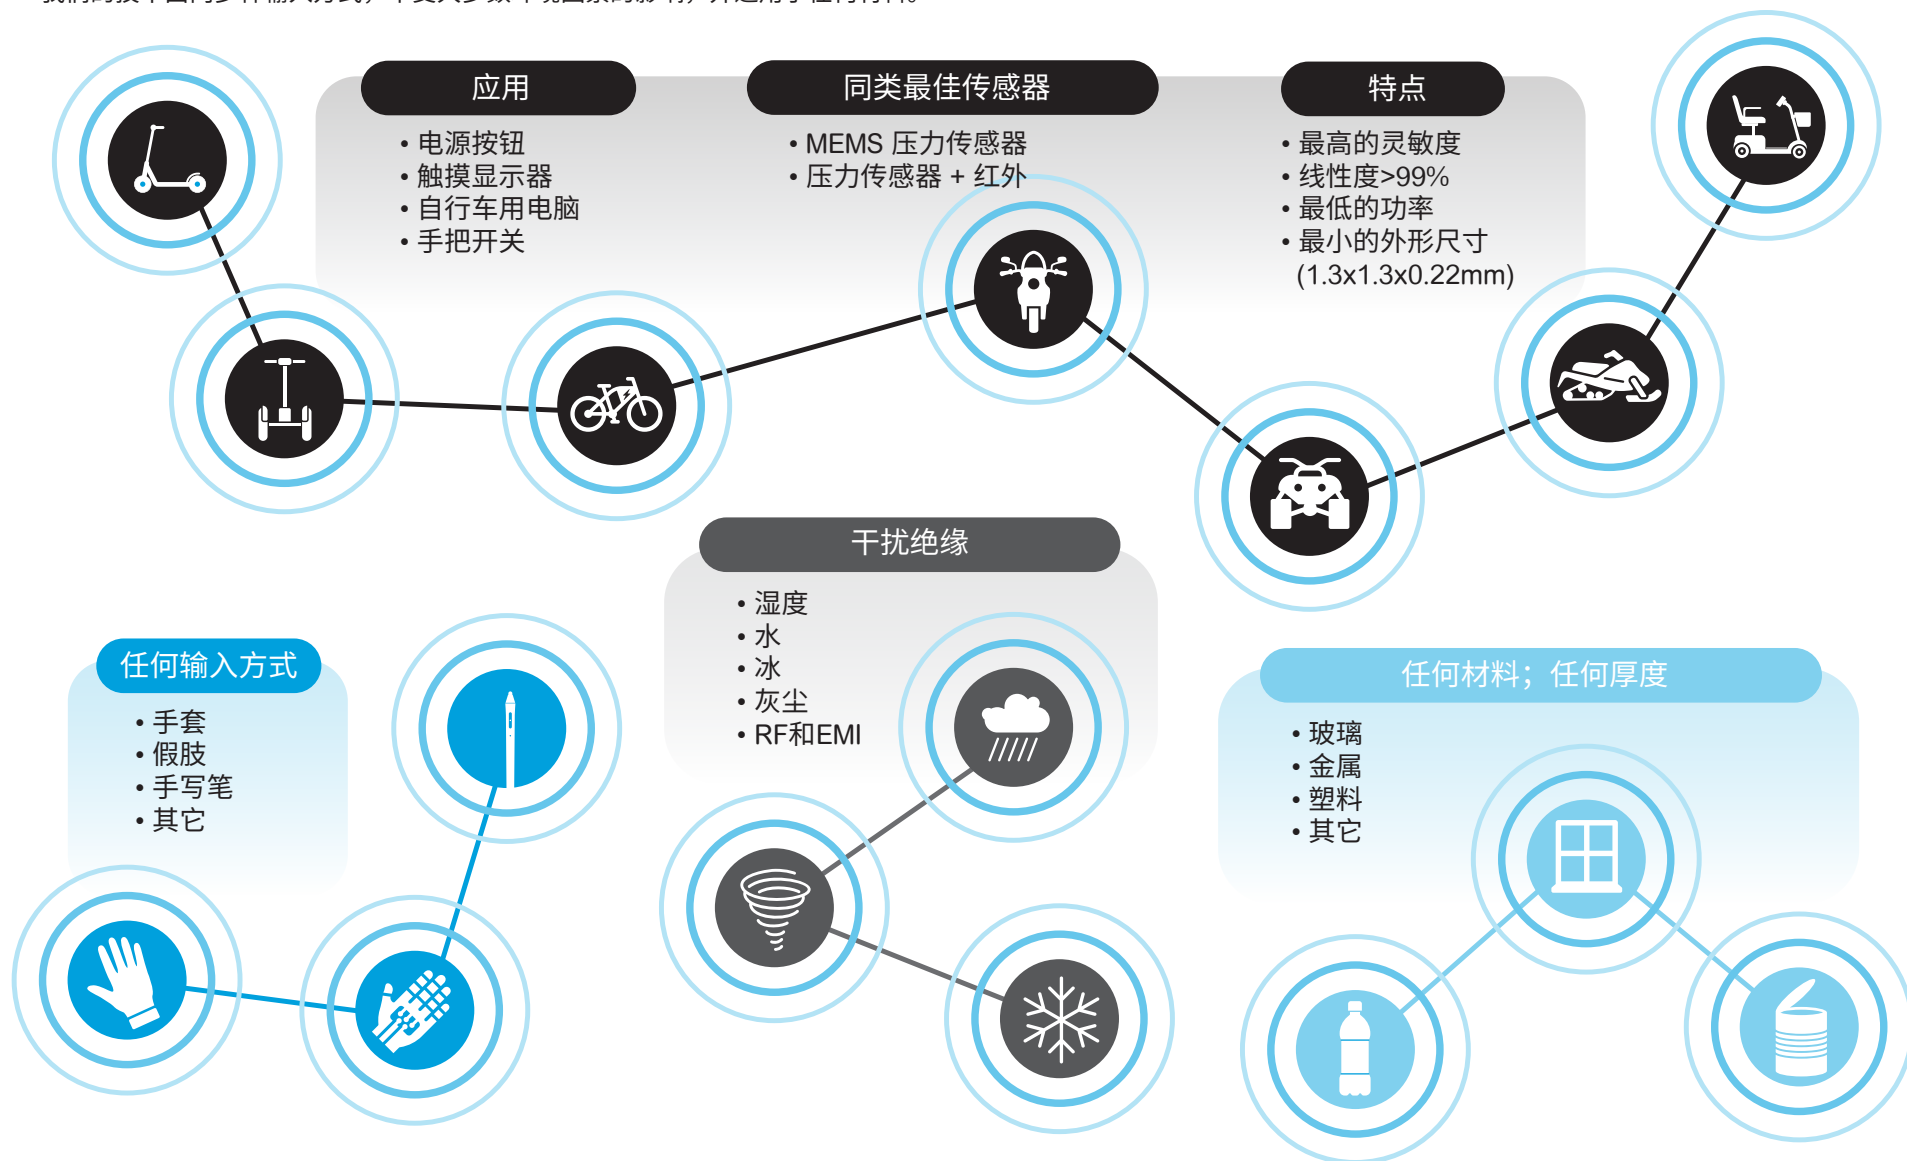 应用
• 电源按钮
• 触摸显示器
• 自行车用电脑
• 手把开关
同类最佳传感器
• MEMS 压力传感器
• 压力传感器 + 红外
特点
• 最高的灵敏度
• 线性度>99%
• 最低的功率
• 最小的外形尺寸
(1.3x1.3x0.22mm)
干扰绝缘
• 湿度
• 水
• 冰
• 灰尘
• RF和EMI
任何输入方式
• 手套
• 假肢
• 手写笔
• 其它
任何材料；任何厚度
• 玻璃
• 金属
• 塑料
• 其它